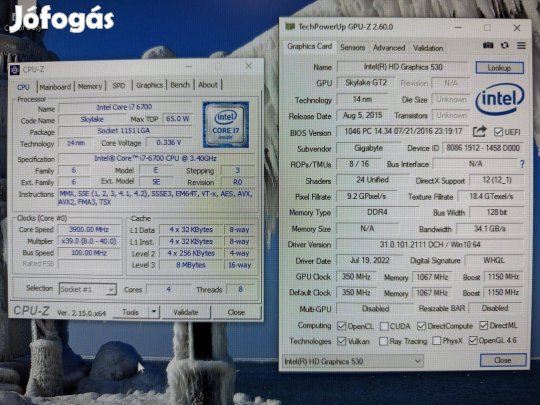 Jófogás
CPU-Z
CPU Mainboard Memory SPD Graphics Bench About
Processor
Name Intel Core i7 6700
Code Name Skylake TDP 65.0 W
Package Socket 1151 LGA
Technology 14 nm Core Voltage 0.336 V
intel
CORE i7
inside
Specification Intel® Core™ i7-6700 CPU @ 3.40GHz
Family 6 Model E Stepping 3
Ext. Family 6 Ext. Model 5E Revision R0
Instructions MMX, SSE (1, 2, 3, 4.1, 4.2), SSSE3, EM64T, VT-x, AES, AVX,
AVX2, FMA3, TSX
Clocks (Core #0)
Core Speed 3900.00 MHz
Multiplier x39.0 (8.0 - 40.0)
Bus Speed 100.00 MHz
Rated FSB
Cache
L1 Data 4 x 32 KBytes 8-way
L1 Inst. 4 x 32 KBytes 8-way
Level 2 4 x 256 KBytes 4-way
Level 3 8 MBytes 16-way
Selection Socket #1 Cores 4 Threads 8
CPU-Z Ver. 2.15.0.x64 Tools Validate Close
TechPowerUp GPU-Z 2.60.0
Graphics Card Sensors Advanced Validation
Name Intel(R) HD Graphics 530 Lookup
GPU Skylake GT2 Revision N/A
Technology 14 nm Die Size Unknown
Release Date Aug 5, 2015 Transistors Unknown
intel
BIOS Version 1046 PC 14.34 07/21/2016 23:19:17 UEFI
Subvendor Gigabyte Device ID 8086 1912 - 1458 D000
ROPs/TMUs 8 / 16 Bus Interface N/A ?
Shaders 24 Unified DirectX Support 12 (12_1)
Pixel Fillrate 9.2 GPixel/s Texture Fillrate 18.4 GTexel/s
Memory Type DDR4 Bus Width 128 bit
Memory Size N/A Bandwidth 34.1 GB/s
Driver Version 31.0.101.2111 DCH / Win10 64
Driver Date Jul 19, 2022 Digital Signature WHQL
GPU Clock 350 MHz Memory 1067 MHz Boost 1150 MHz
Default Clock 350 MHz Memory 1067 MHz Boost 1150 MHz
Multi-GPU Disabled Resizable BAR Disabled
Computing OpenCL CUDA DirectCompute DirectML
Technologies Vulkan Ray Tracing PhysX OpenGL 4.6
Intel(R) HD Graphics 530 Close